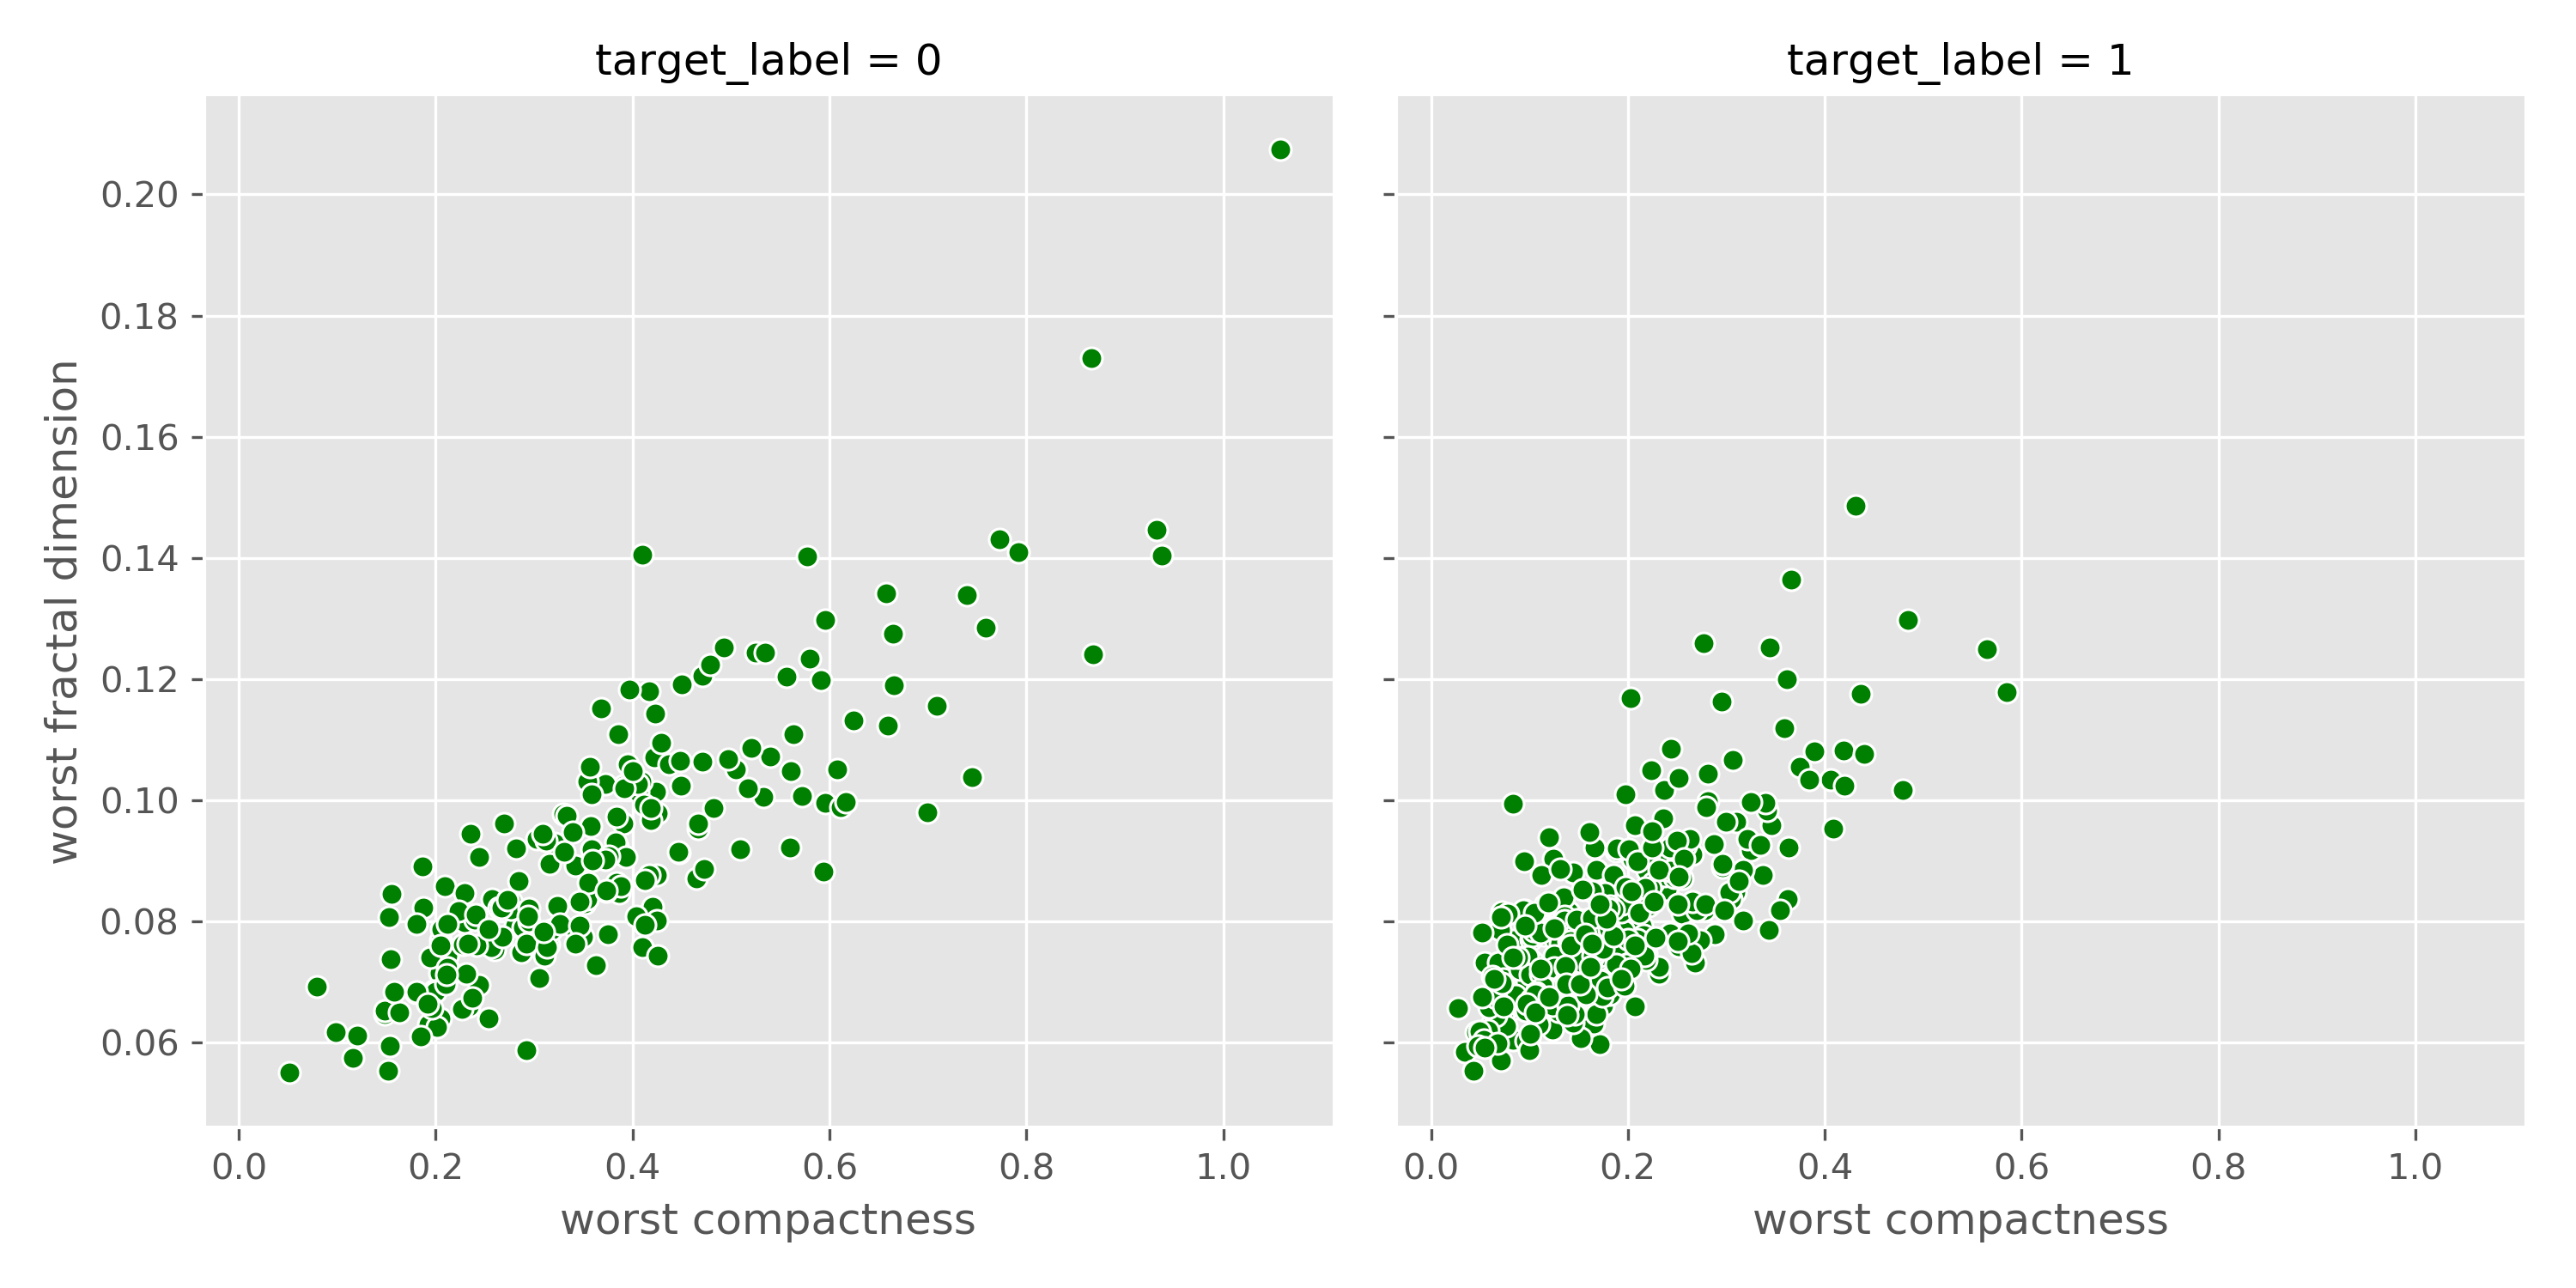 target_label = 0
target_label = 1
worst fractal dimension
0.20
0.18
0.16
0.14
0.12
0.10
0.08
0.06
0.0 0.2 0.4 0.6 0.8 1.0
0.0 0.2 0.4 0.6 0.8 1.0
worst compactness
worst compactness